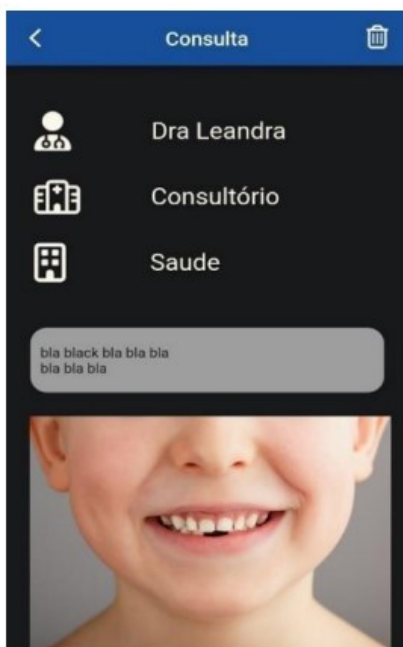 Consulta
Dra Leandra
Consultório
Saude
bla black bla bla bla
bla bla bla